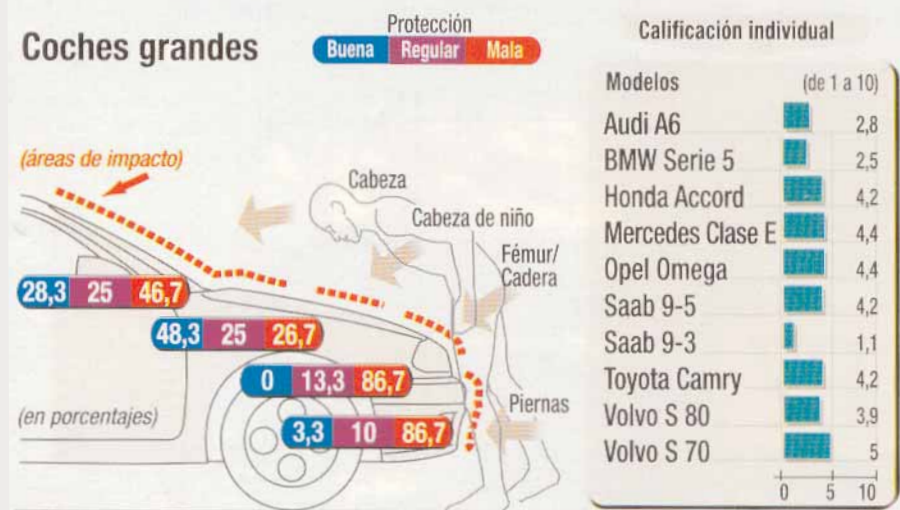 Coches grandes
Protección
Buena Regular Mala
(áreas de impacto)
Cabeza
Cabeza de niño
Fémur/
Cadera
28,3 25 46,7
48,3 25 26,7
0 13,3 86,7
3,3 10 86,7
Piernas
(en porcentajes)
Calificación individual
Modelos (de 1 a 10)
Audi A6 2,8
BMW Serie 5 2,5
Honda Accord 4,2
Mercedes Clase E 4,4
Opel Omega 4,4
Saab 9-5 4,2
Saab 9-3 1,1
Toyota Camry 4,2
Volvo S 80 3,9
Volvo S 70 5
0 5 10